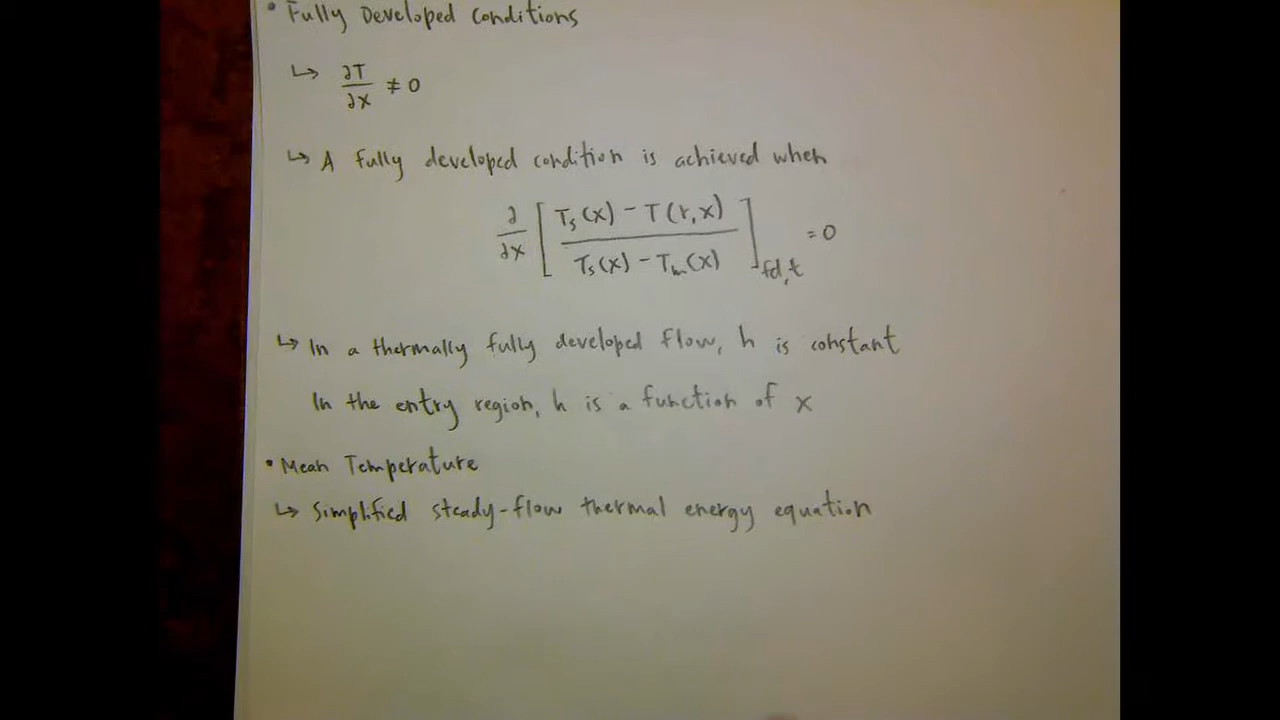 • Fully Developed Conditions
↳ ∂T/∂x ≠ 0
↳ A fully developed condition is achieved when
∂/∂x [ (Ts(x) - T(r,x)) / (Ts(x) - Tm(x)) ]fd,t = 0
↳ In a thermally fully developed flow, h is constant
In the entry region, h is a function of x
• Mean Temperature
↳ Simplified steady-flow thermal energy equation